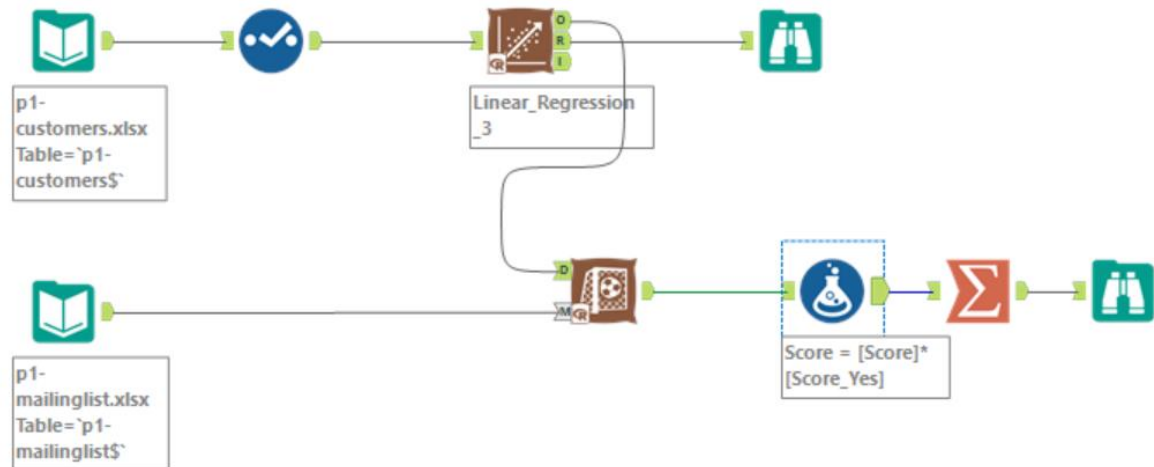 O
R
I
R
p1-
customers.xlsx
Table=`p1-
customers$`
Linear_Regression
_3
D
M
R
p1-
mailinglist.xlsx
Table=`p1-
mailinglist$`
Score = [Score]*
[Score_Yes]